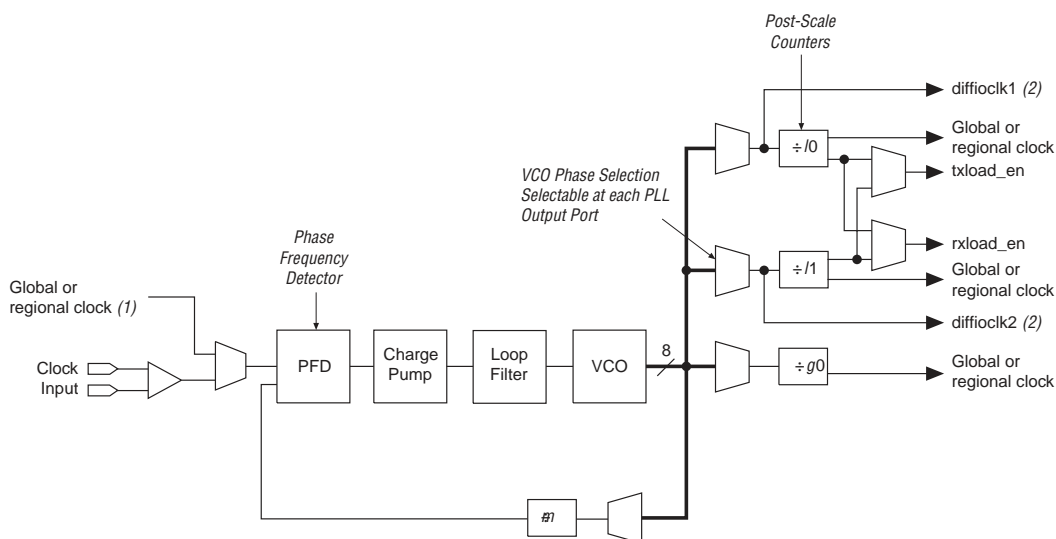 Post-Scale
Counters
diffioclk1 (2)
Global or
regional clock
÷l0
txload_en
VCO Phase Selection
Selectable at each PLL
Output Port
rxload_en
÷l1
Global or
regional clock
Phase
Frequency
Detector
Global or
regional clock (1)
diffioclk2 (2)
8
Clock
Input
PFD
Charge
Pump
Loop
Filter
VCO
÷g0
Global or
regional clock